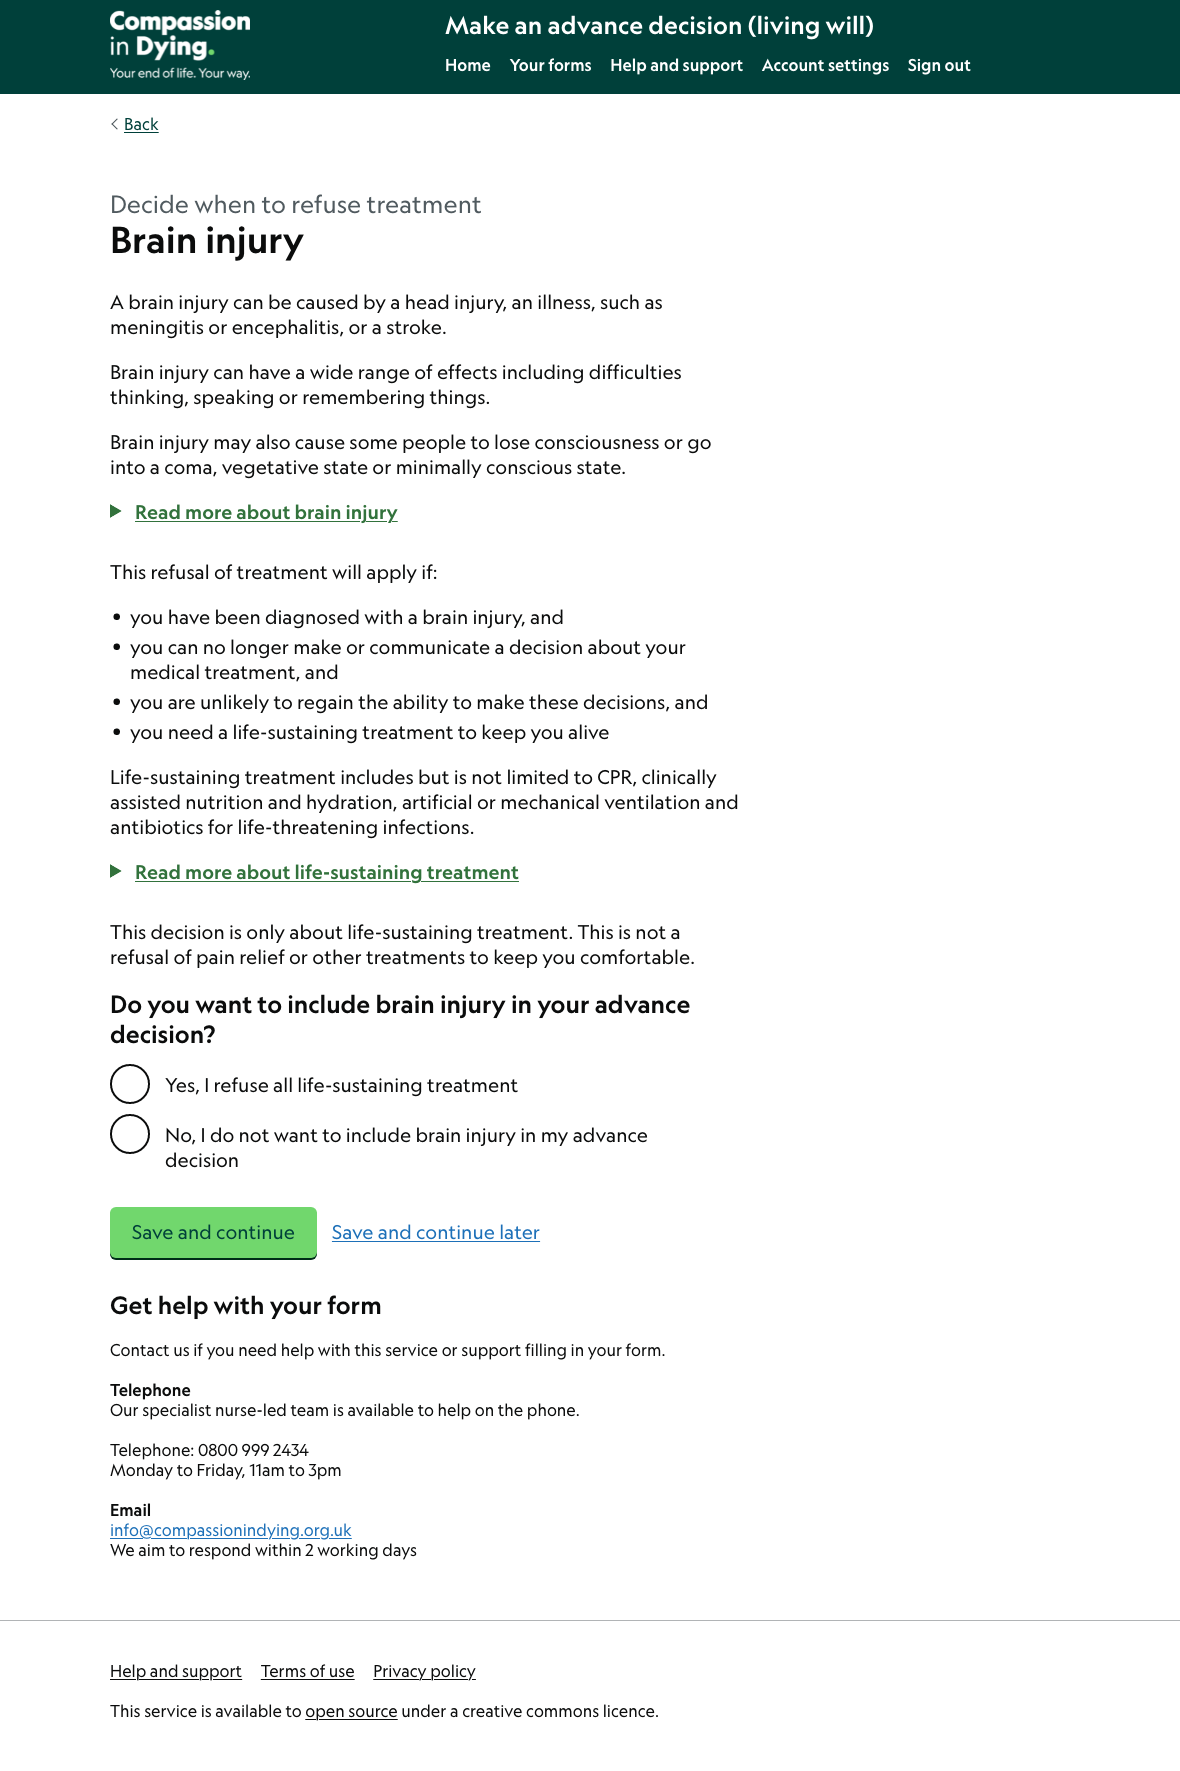 Compassion
in Dying.
Your end of life. Your way.
Make an advance decision (living will)
Home Your forms Help and support Account settings Sign out
Back
Decide when to refuse treatment
Brain injury
A brain injury can be caused by a head injury, an illness, such as
meningitis or encephalitis, or a stroke.
Brain injury can have a wide range of effects including difficulties
thinking, speaking or remembering things.
Brain injury may also cause some people to lose consciousness or go
into a coma, vegetative state or minimally conscious state.
Read more about brain injury
This refusal of treatment will apply if:
• you have been diagnosed with a brain injury, and
• you can no longer make or communicate a decision about your
medical treatment, and
• you are unlikely to regain the ability to make these decisions, and
• you need a life-sustaining treatment to keep you alive
Life-sustaining treatment includes but is not limited to CPR, clinically
assisted nutrition and hydration, artificial or mechanical ventilation and
antibiotics for life-threatening infections.
Read more about life-sustaining treatment
This decision is only about life-sustaining treatment. This is not a
refusal of pain relief or other treatments to keep you comfortable.
Do you want to include brain injury in your advance
decision?
Yes, I refuse all life-sustaining treatment
No, I do not want to include brain injury in my advance
decision
Save and continue Save and continue later
Get help with your form
Contact us if you need help with this service or support filling in your form.
Telephone
Our specialist nurse-led team is available to help on the phone.
Telephone: 0800 999 2434
Monday to Friday, 11am to 3pm
Email
info@compassionindying.org.uk
We aim to respond within 2 working days
Help and support Terms of use Privacy policy
This service is available to open source under a creative commons licence.